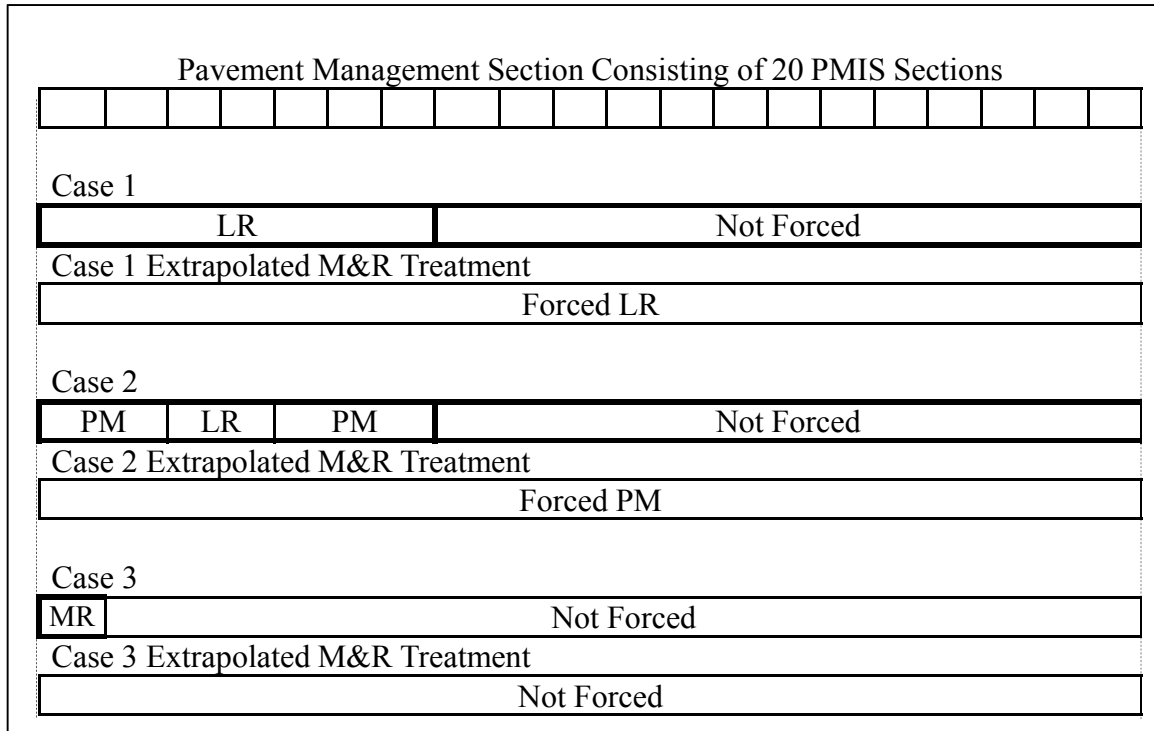 Pavement Management Section Consisting of 20 PMIS Sections
Case 1
LR Not Forced
Case 1 Extrapolated M&R Treatment
Forced LR
Case 2
PM LR PM Not Forced
Case 2 Extrapolated M&R Treatment
Forced PM
Case 3
MR Not Forced
Case 3 Extrapolated M&R Treatment
Not Forced